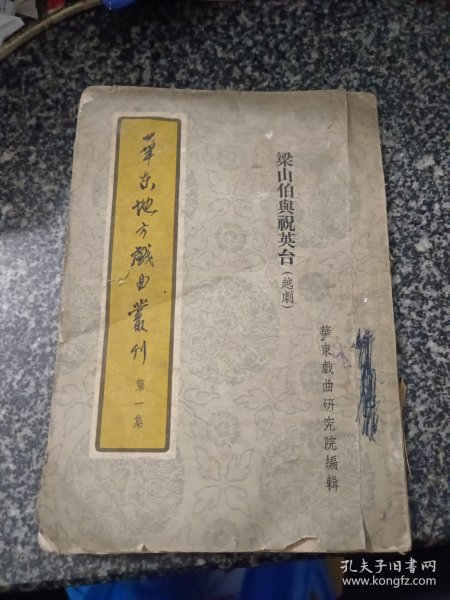 華东地方戲曲叢刊
第一集
梁山伯與祝英台(越劇)
華東戲曲研究院編輯
孔夫子旧书网
www.kongfz.com